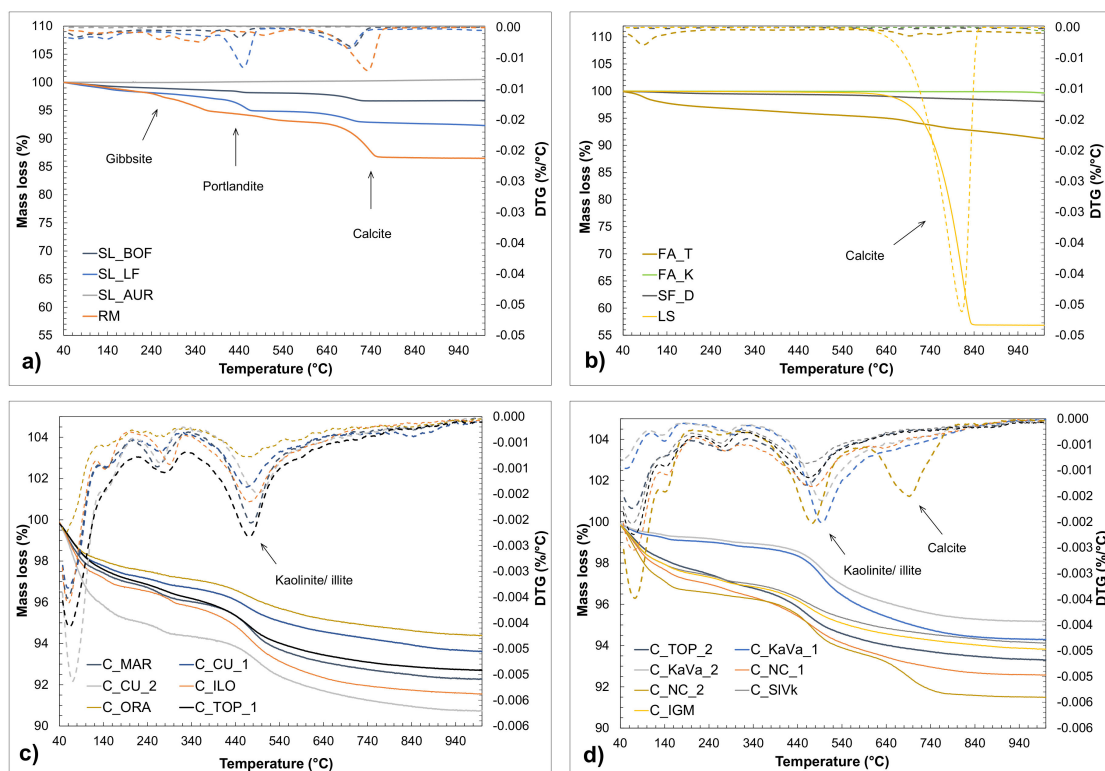 110
105
100
95
90
85
80
75
70
65
60
55
Mass loss (%)
0.00
-0.01
-0.01
-0.02
-0.02
-0.03
-0.03
-0.04
-0.04
-0.05
-0.05
DTG (%/°C)
Gibbsite
Portlandite
Calcite
SL_BOF
SL_LF
SL_AUR
RM
40 140 240 340 440 540 640 740 840 940
Temperature (°C)
a)
110
105
100
95
90
85
80
75
70
65
60
55
Mass loss (%)
0.00
-0.01
-0.01
-0.02
-0.02
-0.03
-0.03
-0.04
-0.04
-0.05
-0.05
DTG (%/°C)
Calcite
FA_T
FA_K
SF_D
LS
40 140 240 340 440 540 640 740 840 940
Temperature (°C)
b)
104
102
100
98
96
94
92
90
Mass loss (%)
0.000
-0.001
-0.001
-0.002
-0.002
-0.003
-0.003
-0.004
-0.004
-0.005
-0.005
-0.006
-0.006
DTG (%/°C)
Kaolinite/ illite
C_MAR C_CU_1
C_CU_2 C_ILO
C_ORA C_TOP_1
40 140 240 340 440 540 640 740 840 940
Temperature (°C)
c)
104
102
100
98
96
94
92
90
Mass loss (%)
0.000
-0.001
-0.001
-0.002
-0.002
-0.003
-0.003
-0.004
-0.004
-0.005
-0.005
-0.006
-0.006
DTG (%/°C)
Calcite
Kaolinite/ illite
C_TOP_2 C_KaVa_1
C_KaVa_2 C_NC_1
C_NC_2 C_SlVk
C_IGM
40 140 240 340 440 540 640 740 840 940
Temperature (°C)
d)